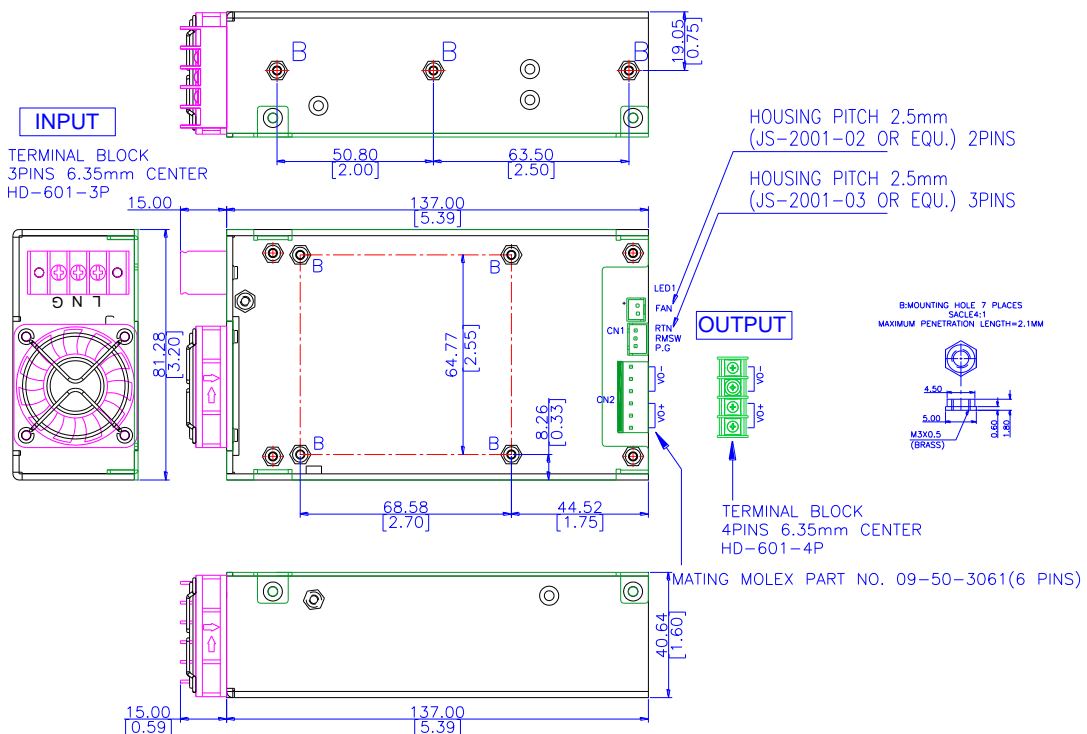 B
B
B
19.05
[0.75]
INPUT
TERMINAL BLOCK
3PINS 6.35mm CENTER
HD-601-3P
50.80
[2.00]
63.50
[2.50]
HOUSING PITCH 2.5mm
(JS-2001-02 OR EQU.) 2PINS
HOUSING PITCH 2.5mm
(JS-2001-03 OR EQU.) 3PINS
15.00
137.00
[5.39]
L N G
J
81.28
[3.20]
B
B
B
B
64.77
[2.55]
8.26
[0.33]
LED1
+
FAN
CN1
RTN
RMSW
P.G
CN2
VO-
VO+
OUTPUT
VO-
VO+
B:MOUNTING HOLE 7 PLACES
SACLE4:1
MAXIMUM PENETRATION LENGTH=2.1MM
4.50
5.00
M3X0.5
(BRASS)
0.60
1.80
68.58
[2.70]
44.52
[1.75]
TERMINAL BLOCK
4PINS 6.35mm CENTER
HD-601-4P
MATING MOLEX PART NO. 09-50-3061(6 PINS)
40.64
[1.60]
15.00
[0.59]
137.00
[5.39]